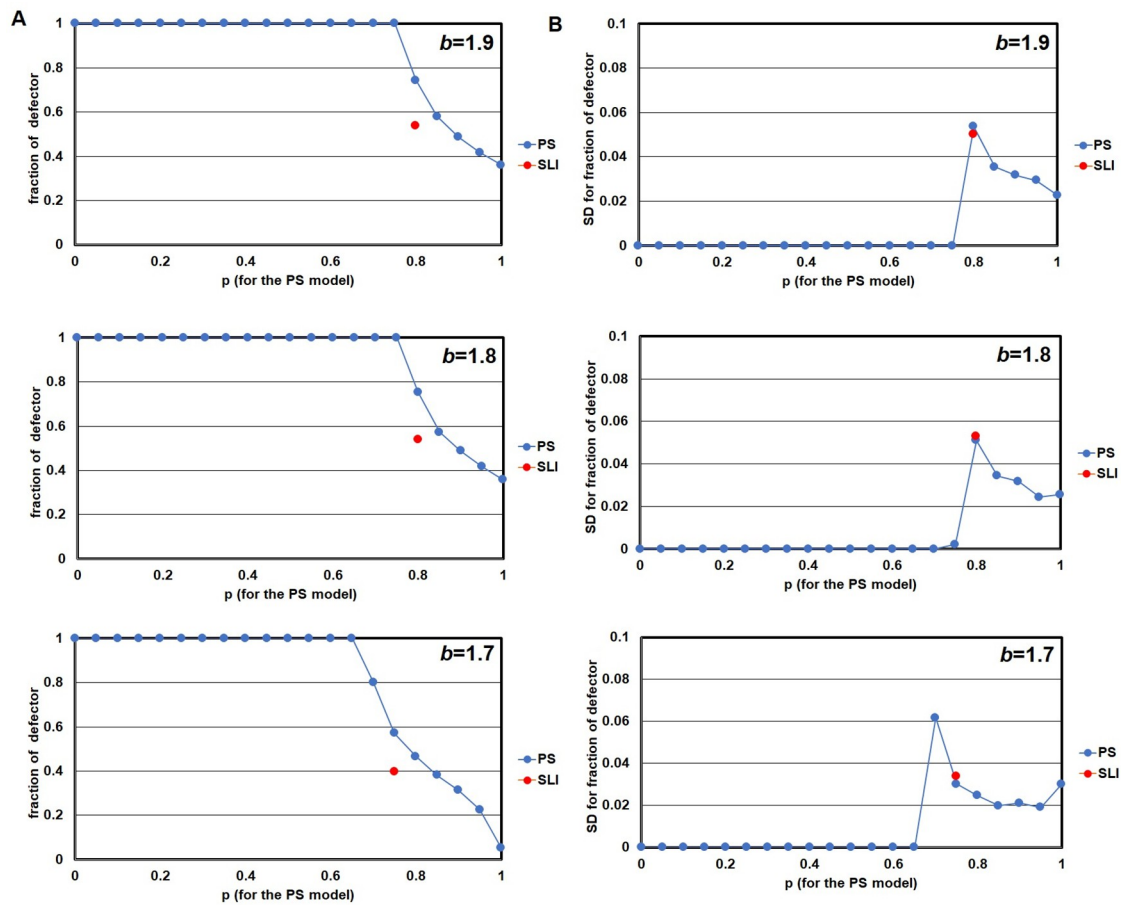 A
B
fraction of defector
1
0.8
0.6
0.4
0.2
0
0
0.2
0.4
0.6
0.8
1
p (for the PS model)
b=1.9
PS
SLI
SD for fraction of defector
0.1
0.08
0.06
0.04
0.02
0
0
0.2
0.4
0.6
0.8
1
p (for the PS model)
b=1.9
PS
SLI
fraction of defector
1
0.8
0.6
0.4
0.2
0
0
0.2
0.4
0.6
0.8
1
p (for the PS model)
b=1.8
PS
SLI
SD for fraction of defector
0.1
0.08
0.06
0.04
0.02
0
0
0.2
0.4
0.6
0.8
1
p (for the PS model)
b=1.8
PS
SLI
fraction of defector
1
0.8
0.6
0.4
0.2
0
0
0.2
0.4
0.6
0.8
1
p (for the PS model)
b=1.7
PS
SLI
SD for fraction of defector
0.1
0.08
0.06
0.04
0.02
0
0
0.2
0.4
0.6
0.8
1
p (for the PS model)
b=1.7
PS
SLI